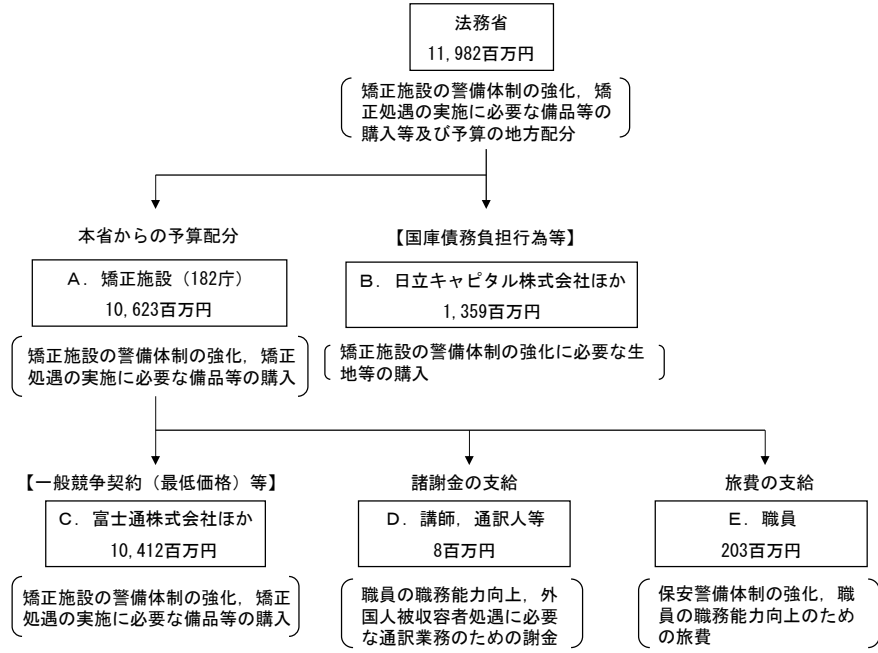 法務省
11,982百万円
矯正施設の警備体制の強化，矯
正処遇の実施に必要な備品等の
購入等及び予算の地方配分
本省からの予算配分
【国庫債務負担行為等】
Ａ．矯正施設（182庁）
10,623百万円
Ｂ．日立キャピタル株式会社ほか
1,359百万円
矯正施設の警備体制の強化，矯正
処遇の実施に必要な備品等の購入
矯正施設の警備体制の強化に必要な生
地等の購入
【一般競争契約（最低価格）等】
諸謝金の支給
旅費の支給
Ｃ．富士通株式会社ほか
10,412百万円
Ｄ．講師，通訳人等
8百万円
Ｅ．職員
203百万円
矯正施設の警備体制の強化，矯正
処遇の実施に必要な備品等の購入
職員の職務能力向上，外
国人被収容者処遇に必要
な通訳業務のための謝金
保安警備体制の強化，職
員の職務能力向上のため
の旅費